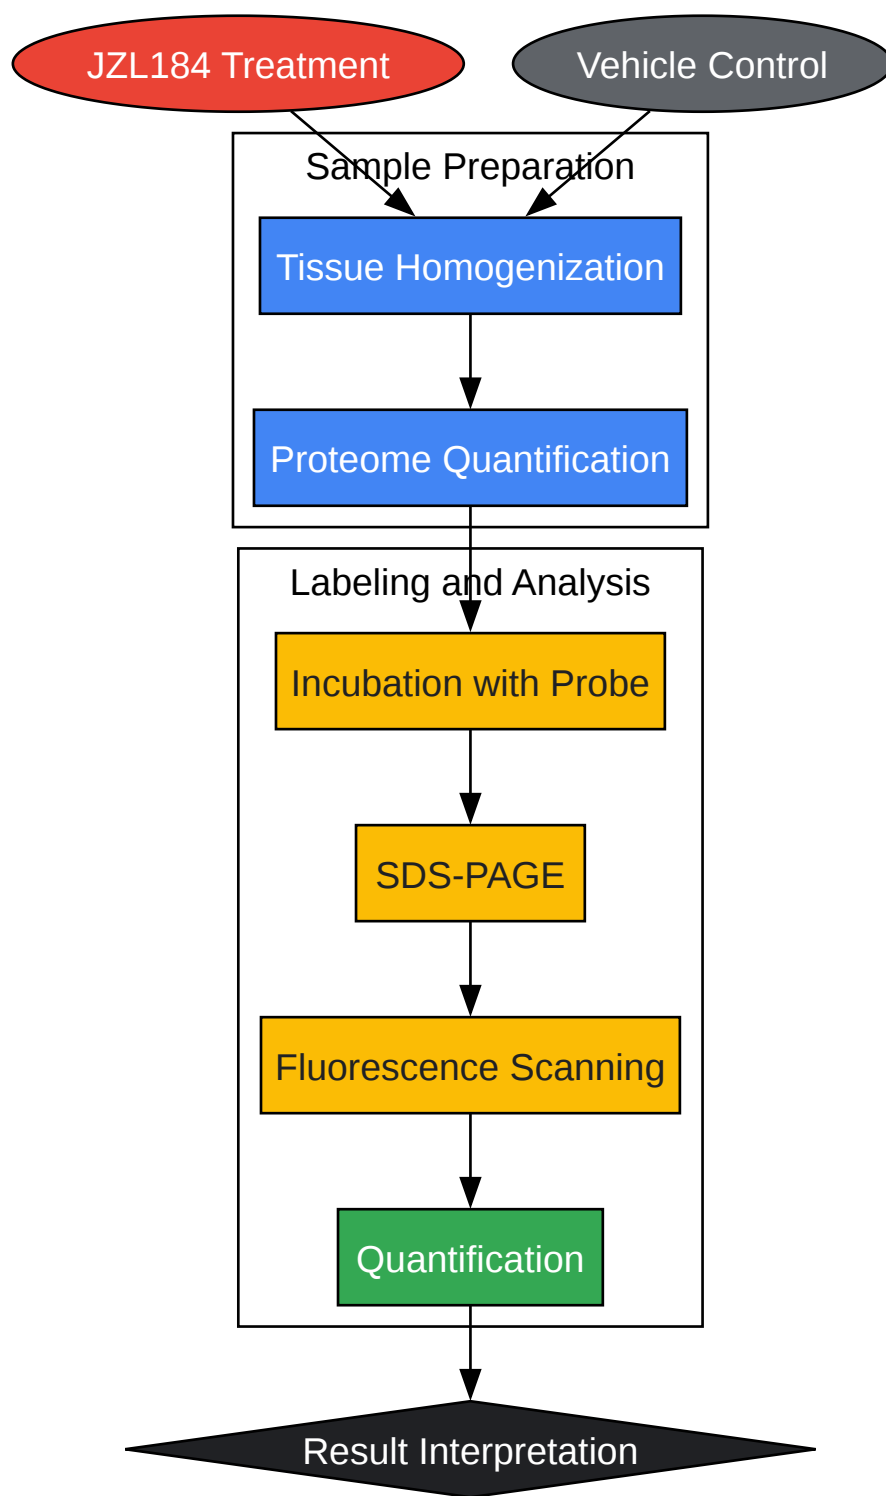 JZL184 Treatment
Vehicle Control
Sample Preparation
Tissue Homogenization
Proteome Quantification
Labeling and Analysis
Incubation with Probe
SDS-PAGE
Fluorescence Scanning
Quantification
Result Interpretation